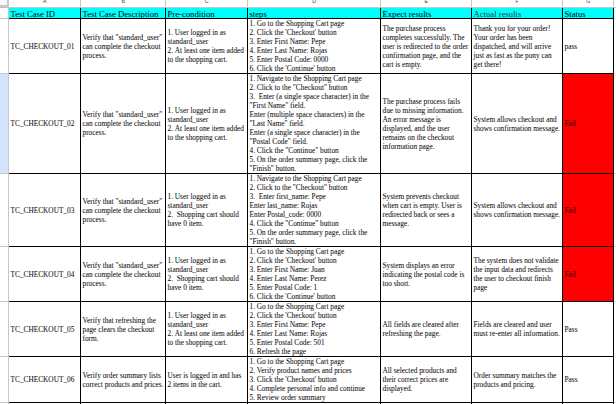 A B C D E F G
Test Case ID Test Case Description Pre-condition steps Expect results Actual results Status
TC_CHECKOUT_01
Verify that "standard_user"
can complete the checkout
process.
1. User logged in as
standard_user
2. At least one item added
to the shopping cart.
1. Go to the Shopping Cart page
2. Click the 'Checkout' button
3. Enter First Name: Pepe
4. Enter Last Name: Rojas
5. Enter Postal Code: 0000
6. Click the 'Continue' button
The purchase process
completes successfully. The
user is redirected to the order
confirmation page, and the
cart is empty.
Thank you for your order!
Your order has been
dispatched, and will arrive
just as fast as the pony can
get there!
pass
TC_CHECKOUT_02
Verify that "standard_user"
can complete the checkout
process.
1. User logged in as
standard_user
2. At least one item added
to the shopping cart.
1. Navigate to the Shopping Cart page
2. Click to the "Checkout" button
3. Enter (a single space character) in the
"First Name" field.
Enter (multiple space characters) in the
"Last Name" field.
Enter (a single space character) in the
"Postal Code" field.
4. Click the "Continue" button
5. On the order summary page, click the
"Finish" button.
The purchase process fails
due to missing information.
An error message is
displayed, and the user
remains on the checkout
information page.
System allows checkout and
shows confirmation message.
Fail
TC_CHECKOUT_03
Verify that "standard_user"
can complete the checkout
process.
1. User logged in as
standard_user
2. Shopping cart should
have 0 item.
1. Navigate to the Shopping Cart page
2. Click to the "Checkout" button
3. Enter first_name: Pepe
Enter last_name: Rojas
Enter Postal_code: 0000
4. Click the "Continue" button
5. On the order summary page, click the
"Finish" button.
System prevents checkout
when cart is empty. User is
redirected back or sees a
message.
System allows checkout and
shows confirmation message.
Fail
TC_CHECKOUT_04
Verify that "standard_user"
can complete the checkout
process.
1. User logged in as
standard_user
2. Shopping cart should
have 0 item.
1. Go to the Shopping Cart page
2. Click the 'Checkout' button
3. Enter First Name: Juan
4. Enter Last Name: Perez
5. Enter Postal Code: 1
6. Click the 'Continue' button
System displays an error
indicating the postal code is
too short.
The system does not validate
the input data and redirects
the user to checkout finish
page
Fail
TC_CHECKOUT_05
Verify that refreshing the
page clears the checkout
form.
1. User logged in as
standard_user
2. At least one item added
to the shopping cart.
1. Go to the Shopping Cart page
2. Click the 'Checkout' button
3. Enter First Name: Pepe
4. Enter Last Name: Rojas
5. Enter Postal Code: 501
6. Refresh the page
All fields are cleared after
refreshing the page.
Fields are cleared and user
must re-enter all information.
Pass
TC_CHECKOUT_06
Verify order summary lists
correct products and prices.
User is logged in and has
2 items in the cart.
1. Go to the Shopping Cart page
2. Verify product names and prices
3. Click the 'Checkout' button
4. Complete personal info and continue
5. Review order summary
All selected products and
their correct prices are
displayed.
Order summary matches the
products and pricing.
Pass